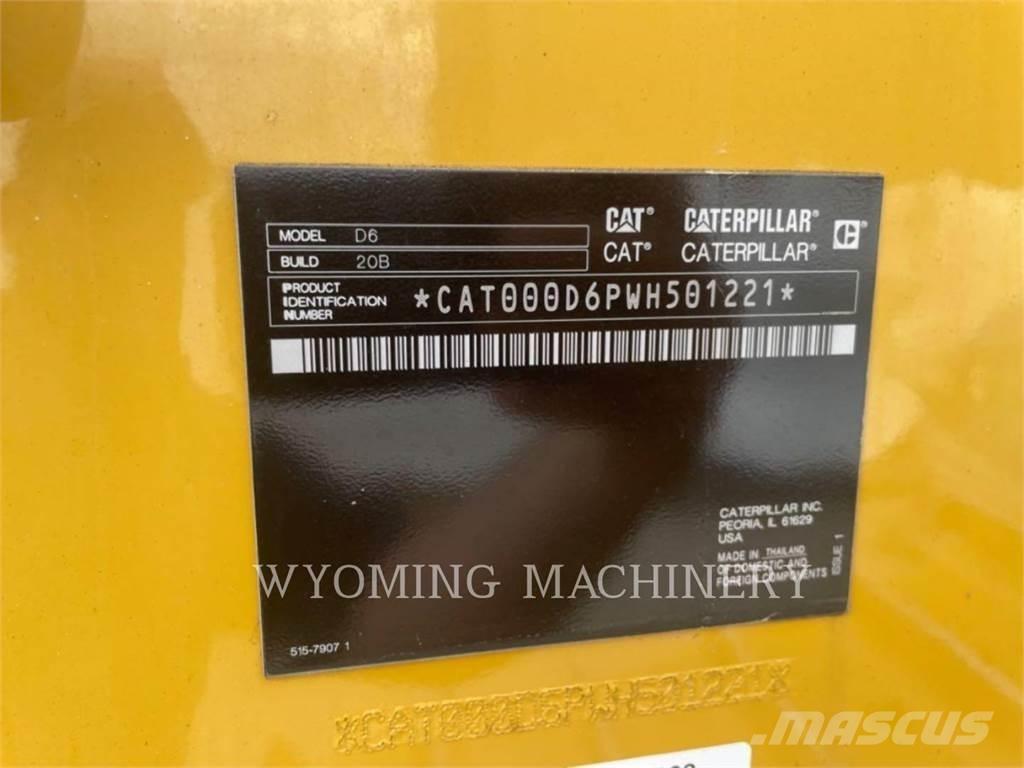 MODEL D6
BUILD 20B
CAT® CATERPILLAR® C
CAT® CATERPILLAR®
PRODUCT
IDENTIFICATION
NUMBER
*CAT000D6PWH501221*
CATERPILLAR INC.
PEORIA, IL 61629
USA
MADE IN THAILAND
OF DOMESTIC AND
FOREIGN COMPONENTS
ISSUE 1
WYOMING MACHINERY
515-7907 1
MASCUS